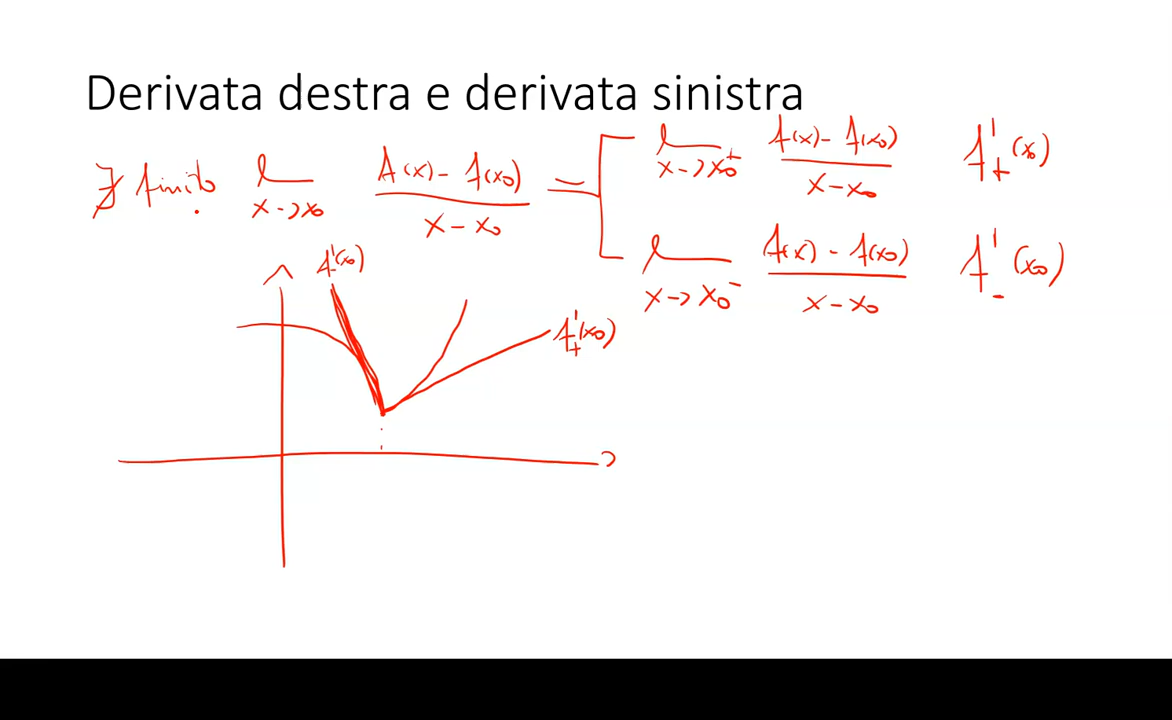 Derivata destra e derivata sinistra
∃ finito lim x→x₀ f(x) - f(x₀) / x - x₀ =
lim x→x₀⁺ f(x) - f(x₀) / x - x₀ f'₊(x₀)
lim x→x₀⁻ f(x) - f(x₀) / x - x₀ f'₋(x₀)
f'₋(x₀)
f'₊(x₀)